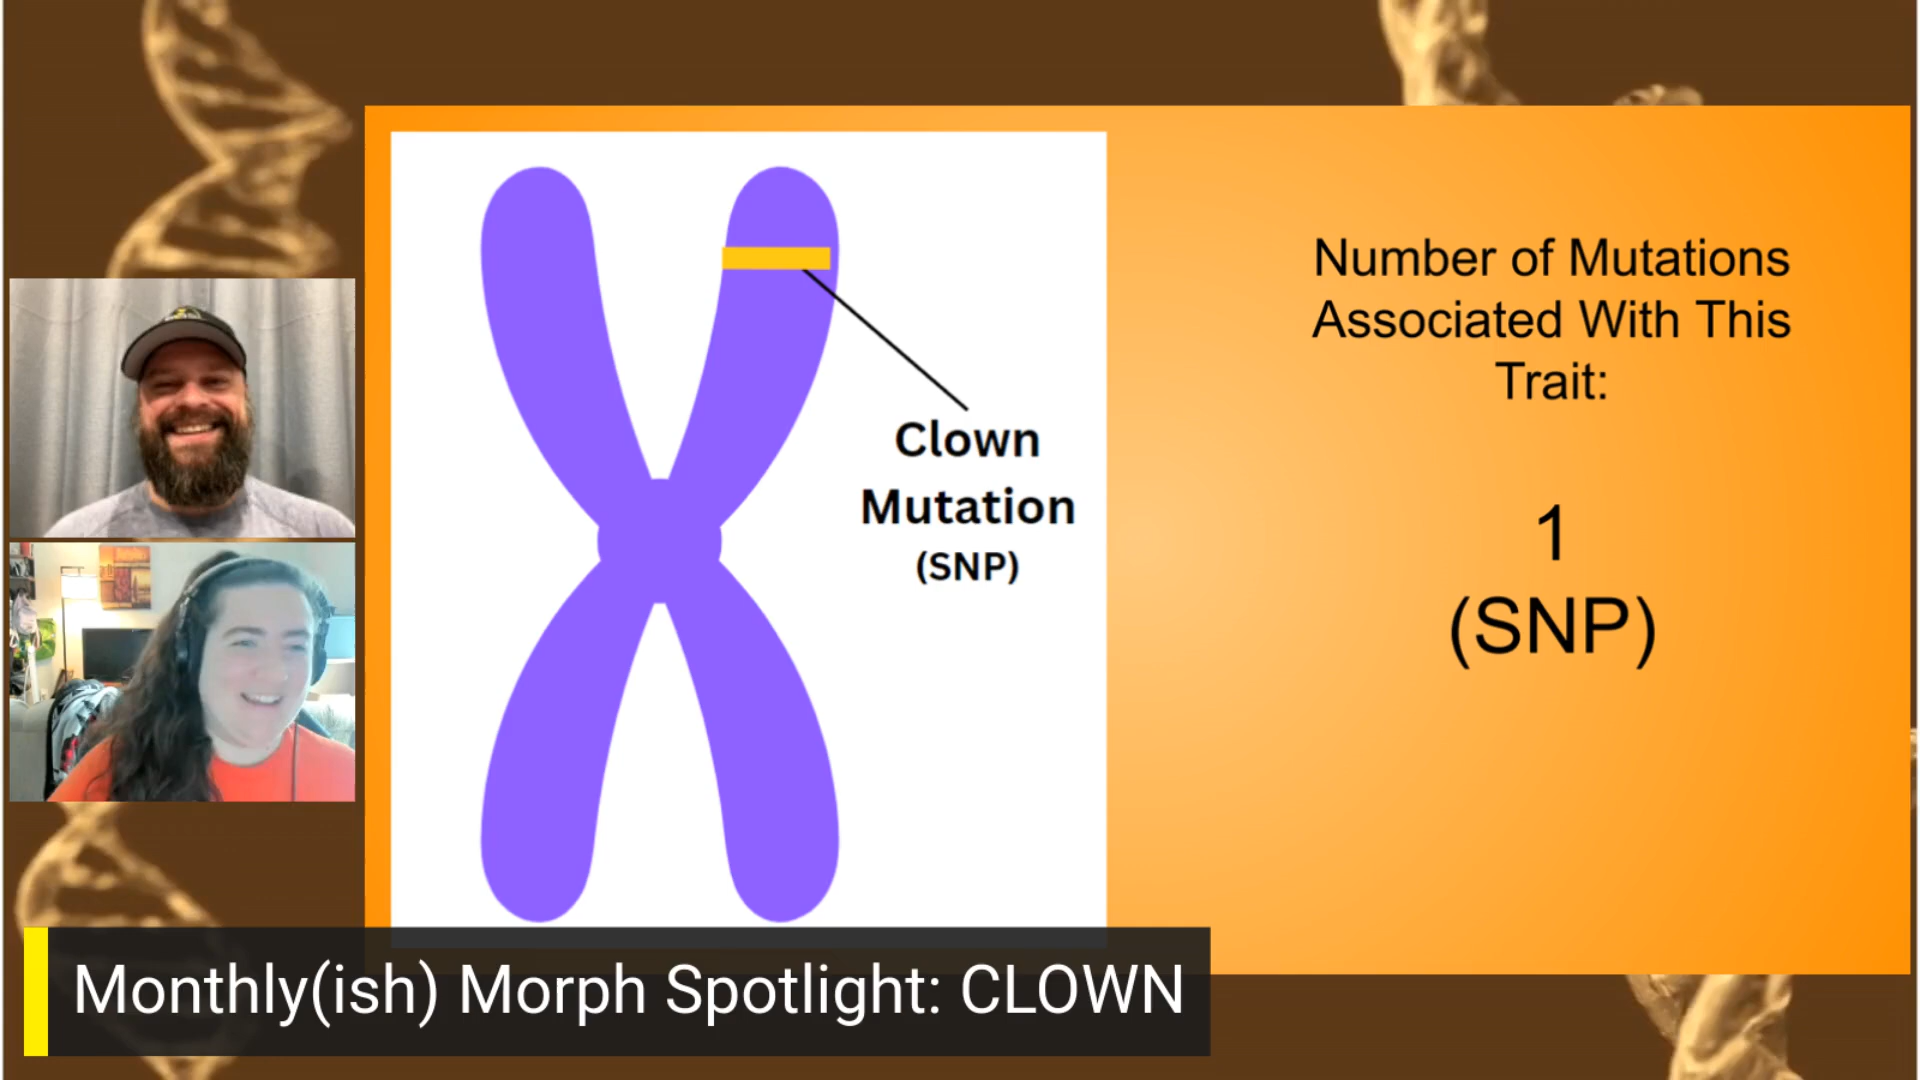 Clown
Mutation
(SNP)
Number of Mutations
Associated With This
Trait:
1
(SNP)
Monthly(ish) Morph Spotlight: CLOWN